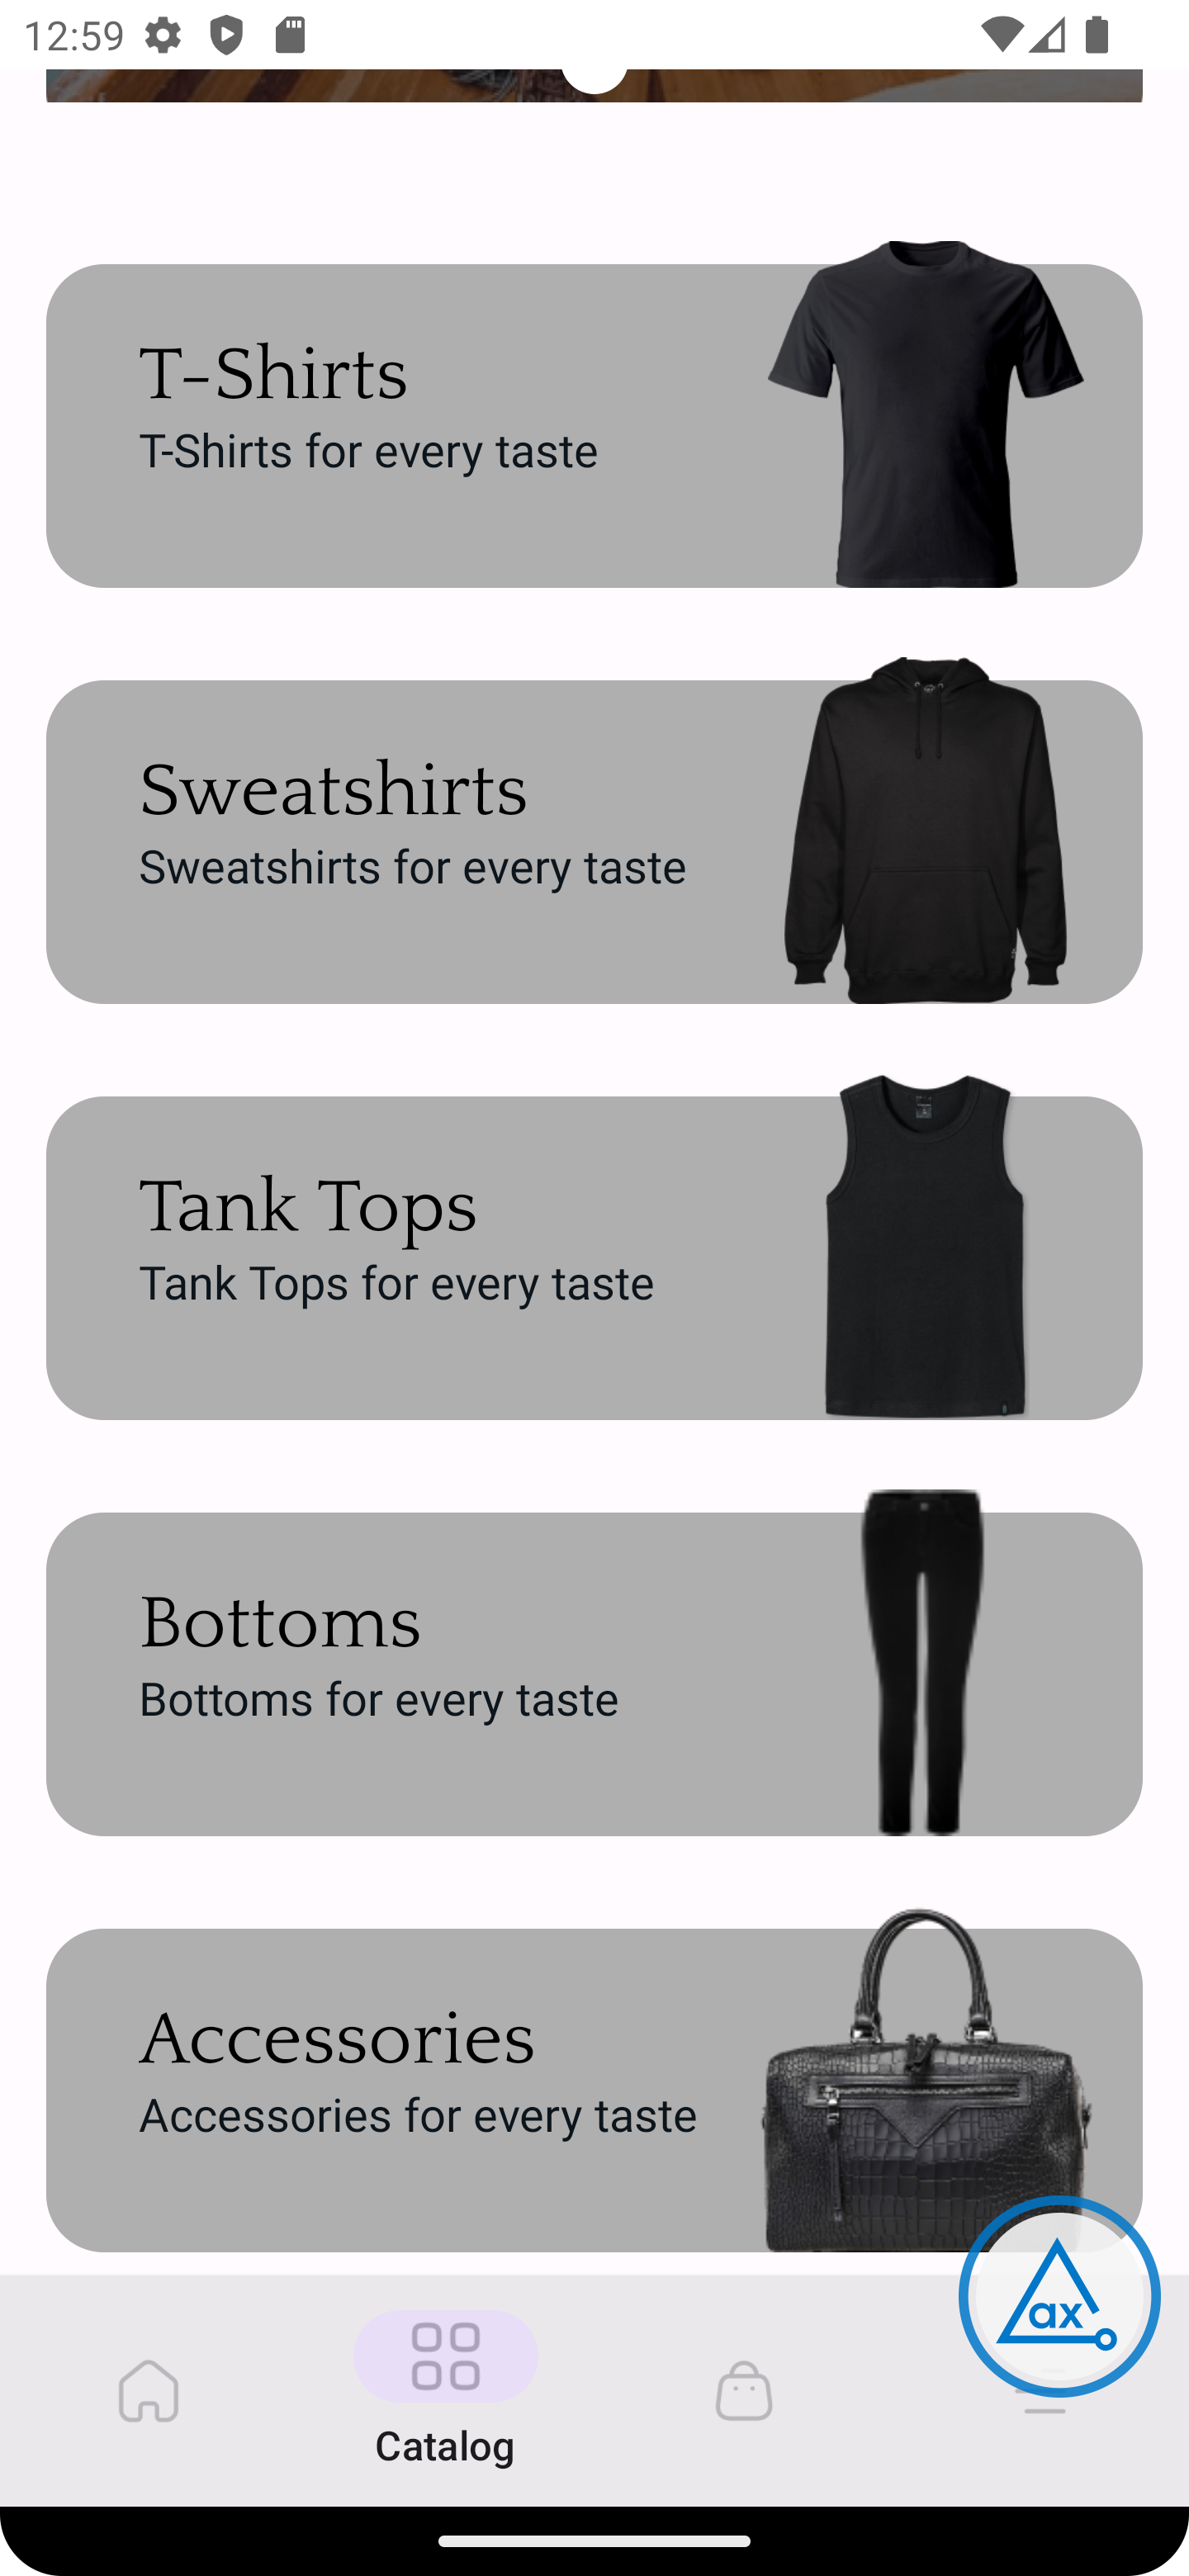 12:59
T-Shirts
T-Shirts for every taste
Sweatshirts
Sweatshirts for every taste
Tank Tops
Tank Tops for every taste
Bottoms
Bottoms for every taste
Accessories
Accessories for every taste
ax
Catalog